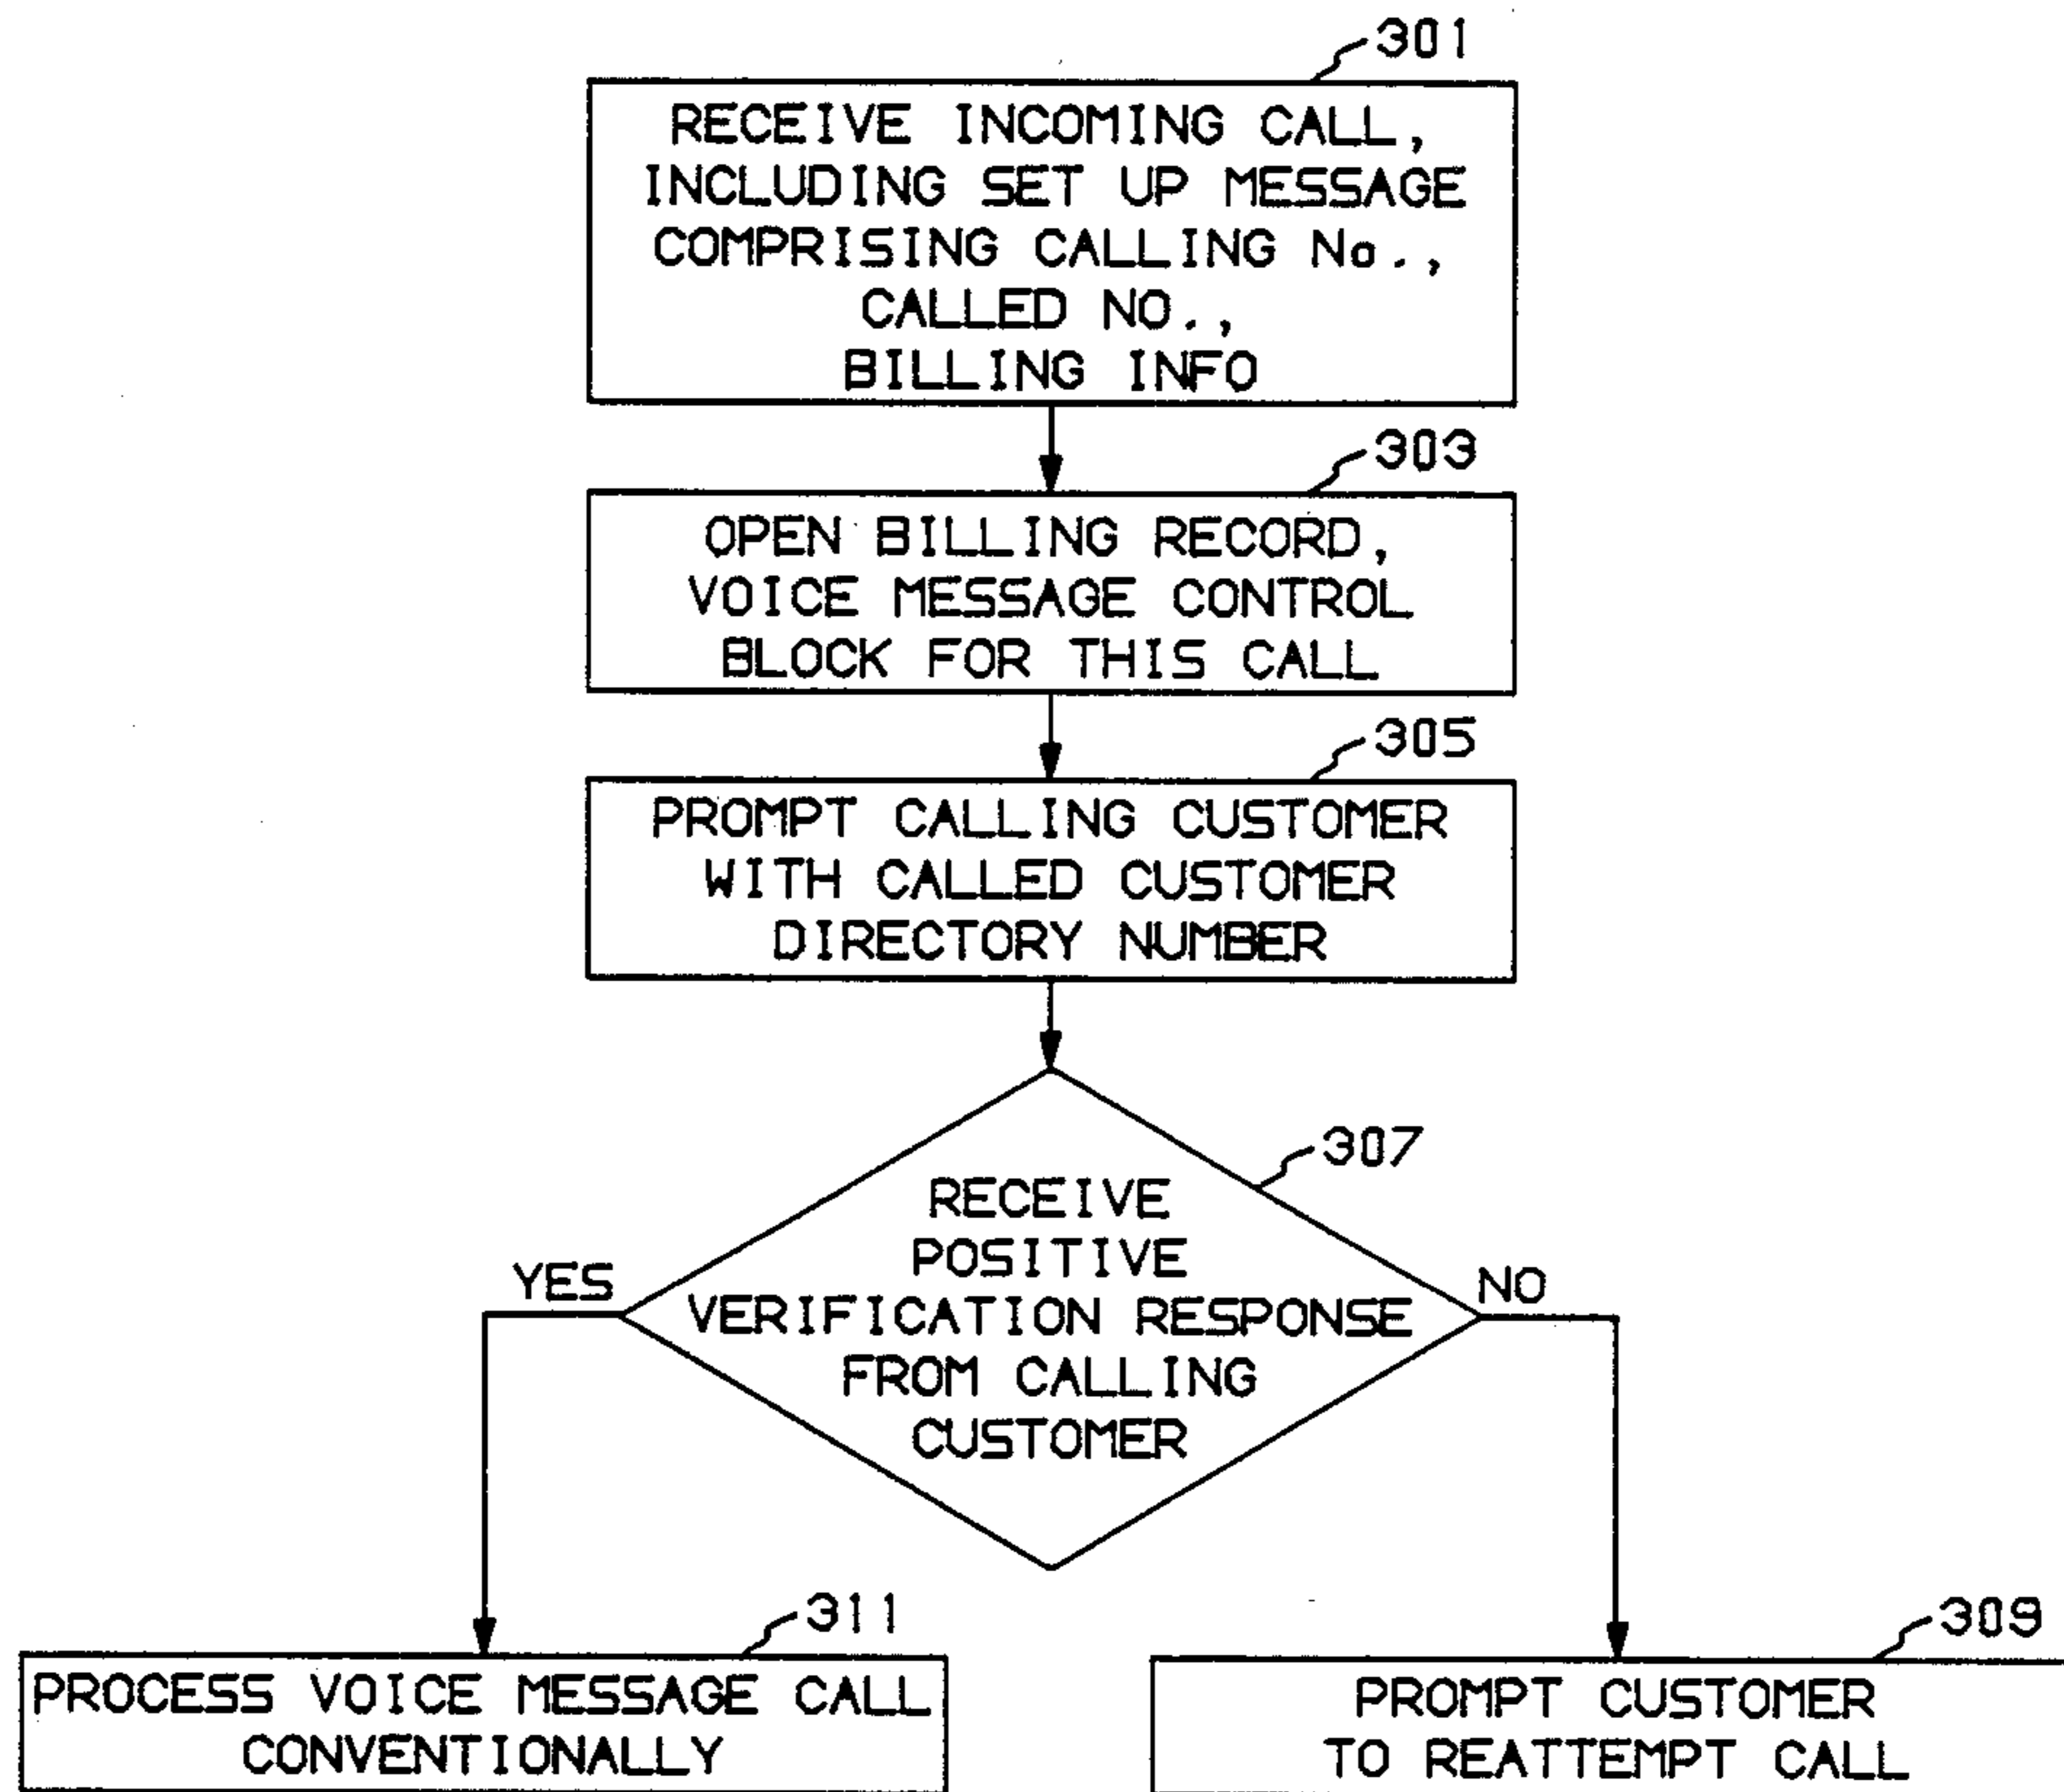 301
RECEIVE INCOMING CALL,
INCLUDING SET UP MESSAGE
COMPRISING CALLING No.,
CALLED NO.,
BILLING INFO
303
OPEN BILLING RECORD,
VOICE MESSAGE CONTROL
BLOCK FOR THIS CALL
305
PROMPT CALLING CUSTOMER
WITH CALLED CUSTOMER
DIRECTORY NUMBER
307
RECEIVE
POSITIVE
VERIFICATION RESPONSE
FROM CALLING
CUSTOMER
YES
NO
311
PROCESS VOICE MESSAGE CALL
CONVENTIONALLY
309
PROMPT CUSTOMER
TO REATTEMPT CALL